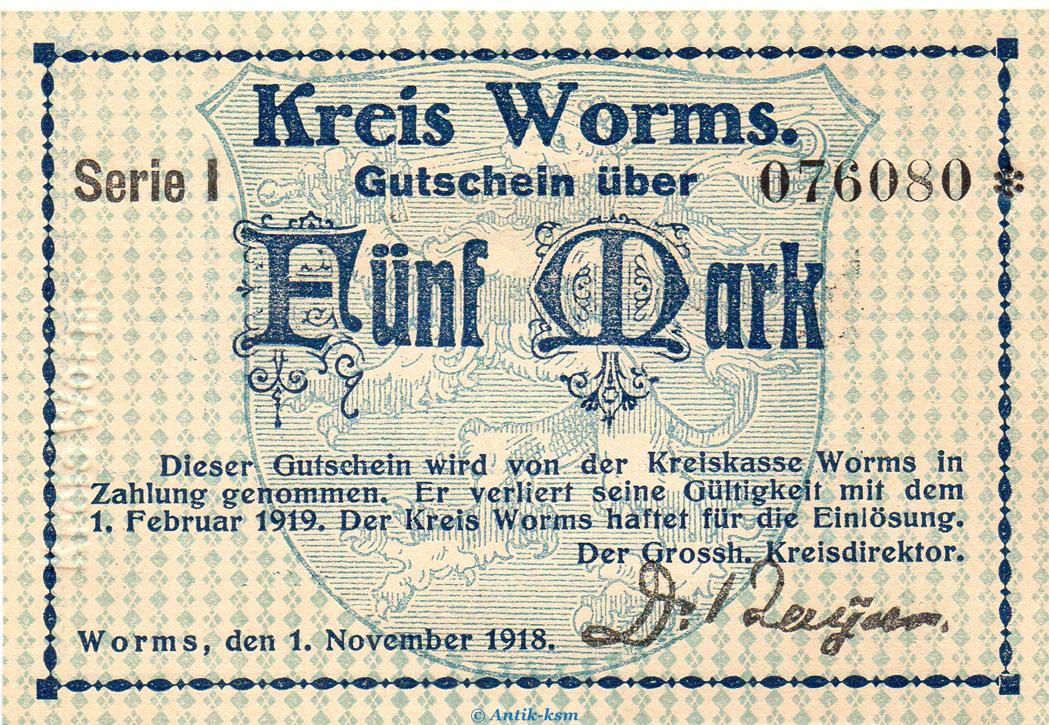 Kreis Worms.
Serie I Gutschein über 076080
Fünf Mark
Dieser Gutschein wird von der Kreiskasse Worms in
Zahlung genommen. Er verliert seine Gültigkeit mit dem
1. Februar 1919. Der Kreis Worms haftet für die Einlösung.
Der Grossh. Kreisdirektor.
Worms, den 1. November 1918.
Dr.
© Antik-ksm